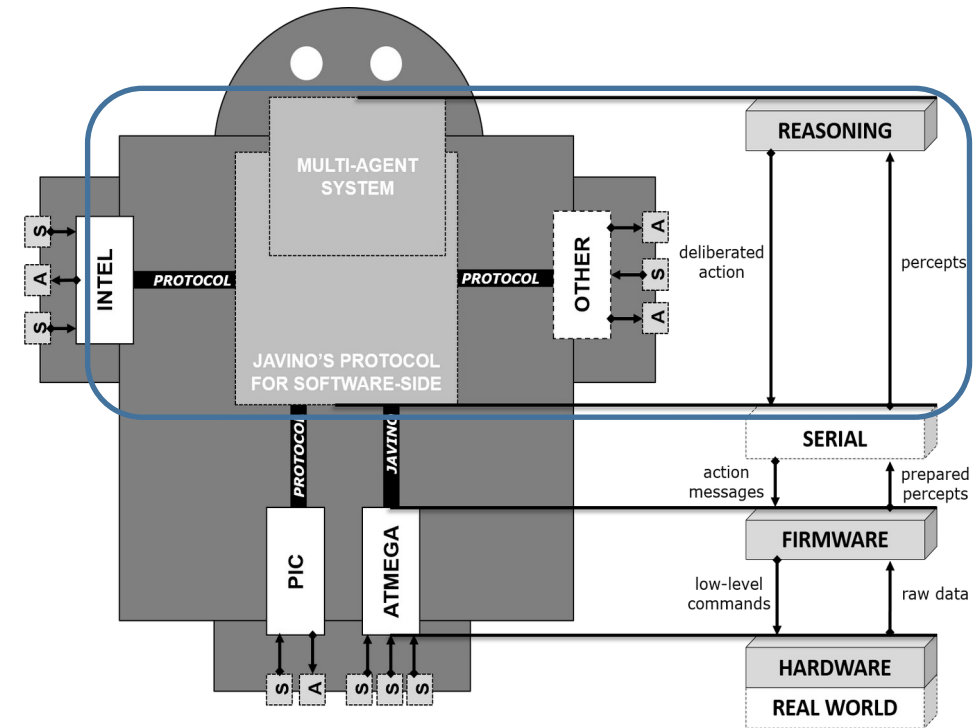 MULTI-AGENT
SYSTEM
JAVINO'S PROTOCOL
FOR SOFTWARE-SIDE
S
A
S
INTEL
PROTOCOL
PROTOCOL
OTHER
A
S
A
PROTOCOL
JAVINO
PIC
ATMEGA
S
A
S
S
S
REASONING
deliberated
action
percepts
SERIAL
action
messages
prepared
percepts
FIRMWARE
low-level
commands
raw data
HARDWARE
REAL WORLD